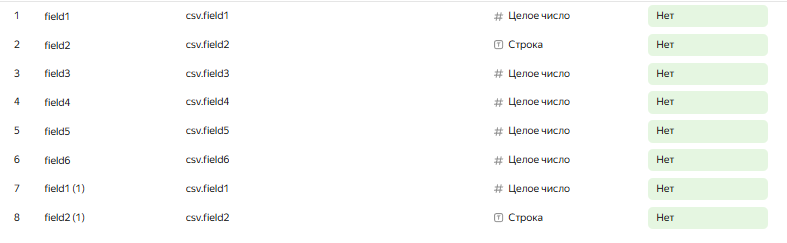 1 field1 csv.field1 # Целое число Нет
2 field2 csv.field2 T Строка Нет
3 field3 csv.field3 # Целое число Нет
4 field4 csv.field4 # Целое число Нет
5 field5 csv.field5 # Целое число Нет
6 field6 csv.field6 # Целое число Нет
7 field1 (1) csv.field1 # Целое число Нет
8 field2 (1) csv.field2 T Строка Нет